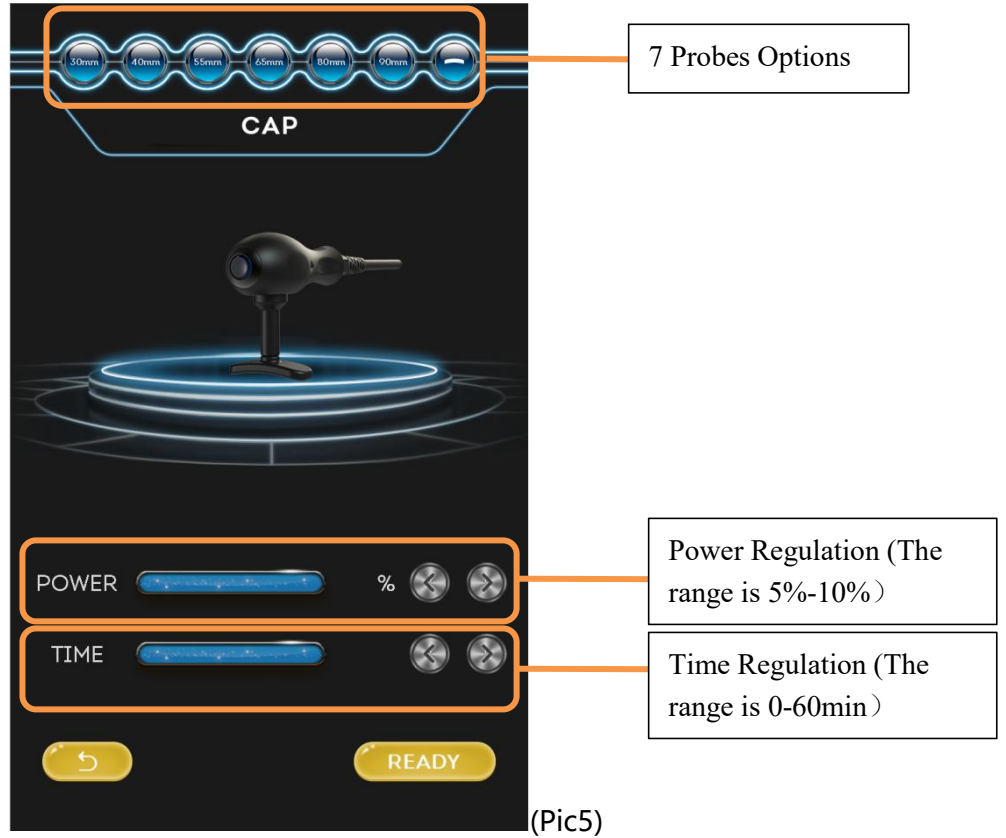 30mm 40mm 55mm 65mm 80mm 90mm
7 Probes Options
CAP
POWER %
Power Regulation (The
range is 5%-10%）
TIME
Time Regulation (The
range is 0-60min）
READY
(Pic5)